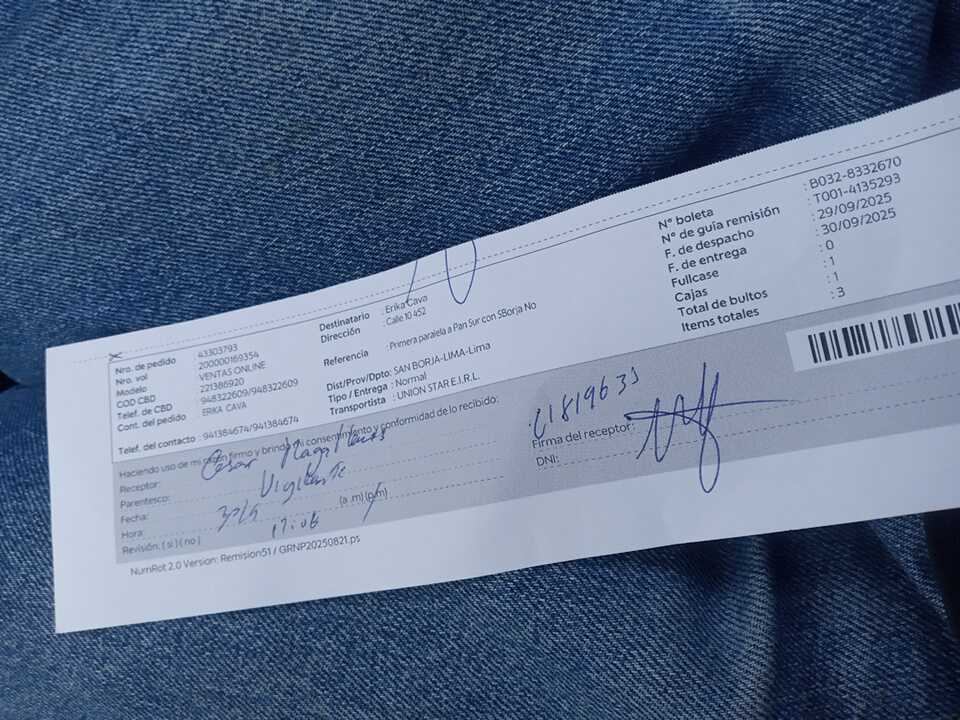 Nro. de pedido 43303793
Nro. vol 200000169354
Modelo VENTAS ONLINE
COD CBD 221386920
Telef. de CBD : 948322609/948322609
Cont. del pedido ERIKA CAVA
Telef. del contacto : 941384674/941384674
Destinatario : Erika Cava
Dirección : Calle 10 452
Referencia : Primera paralela a Pan Sur con SBorja No
Dist/Prov/Dpto: SAN BORJA-LIMA-Lima
Tipo / Entrega : Normal
Transportista : UNION STAR E.I.R.L.
N° boleta : B032-8332670
N° de guía remisión : T001-4135293
F. de despacho : 29/09/2025
F. de entrega : 30/09/2025
Fullcase : 0
Cajas : 1
Total de bultos : 1
Items totales : 3
Haciendo uso de mi firmo y brindo mi consentimiento y conformidad de lo recibido:
Receptor: Cesar
Parentesco: Vigilante
Fecha:
Hora: 17:06 (a .m) (p/m)
Revisión: ( si ) ( no )
Firma del receptor:
DNI:
NumRot 2.0 Version: Remision51 / GRNP20250821.ps